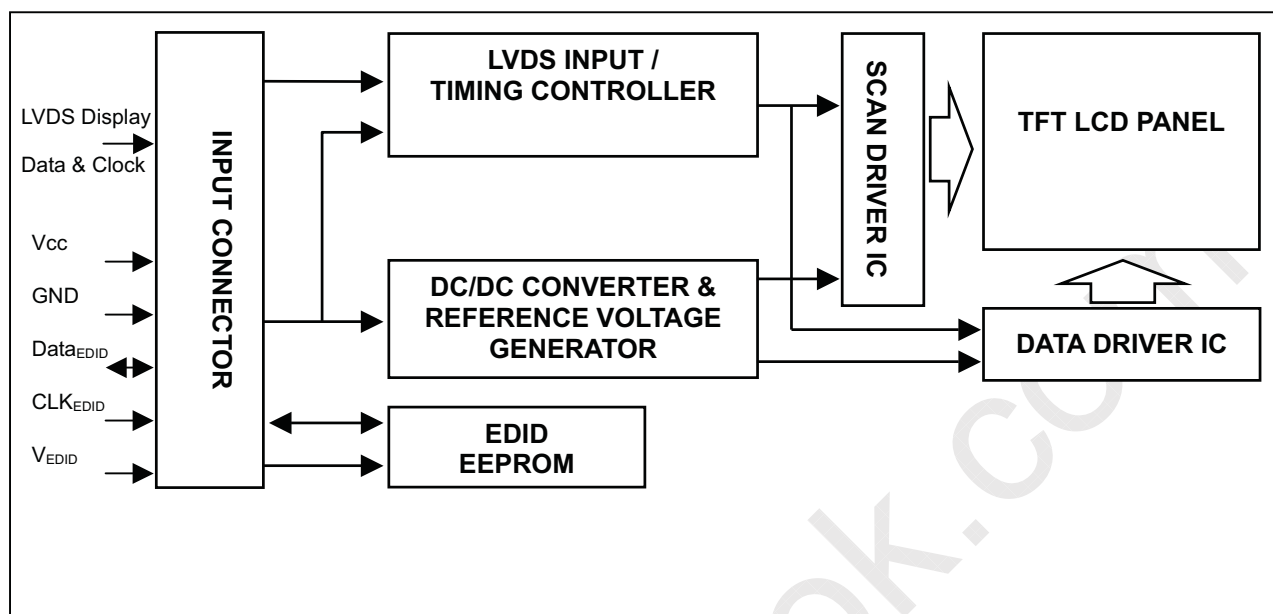 LVDS Display
Data & Clock
Vcc
GND
DataEDID
CLKEDID
VEDID
INPUT CONNECTOR
LVDS INPUT /
TIMING CONTROLLER
DC/DC CONVERTER &
REFERENCE VOLTAGE
GENERATOR
EDID
EEPROM
SCAN DRIVER IC
TFT LCD PANEL
DATA DRIVER IC